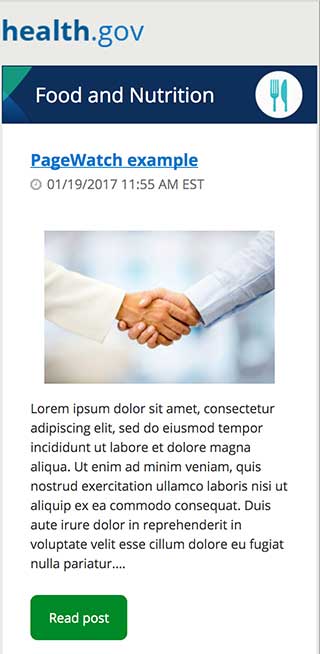 health.gov
Food and Nutrition
PageWatch example
01/19/2017 11:55 AM EST
Lorem ipsum dolor sit amet, consectetur
adipiscing elit, sed do eiusmod tempor
incididunt ut labore et dolore magna
aliqua. Ut enim ad minim veniam, quis
nostrud exercitation ullamco laboris nisi ut
aliquip ex ea commodo consequat. Duis
aute irure dolor in reprehenderit in
voluptate velit esse cillum dolore eu fugiat
nulla pariatur....
Read post